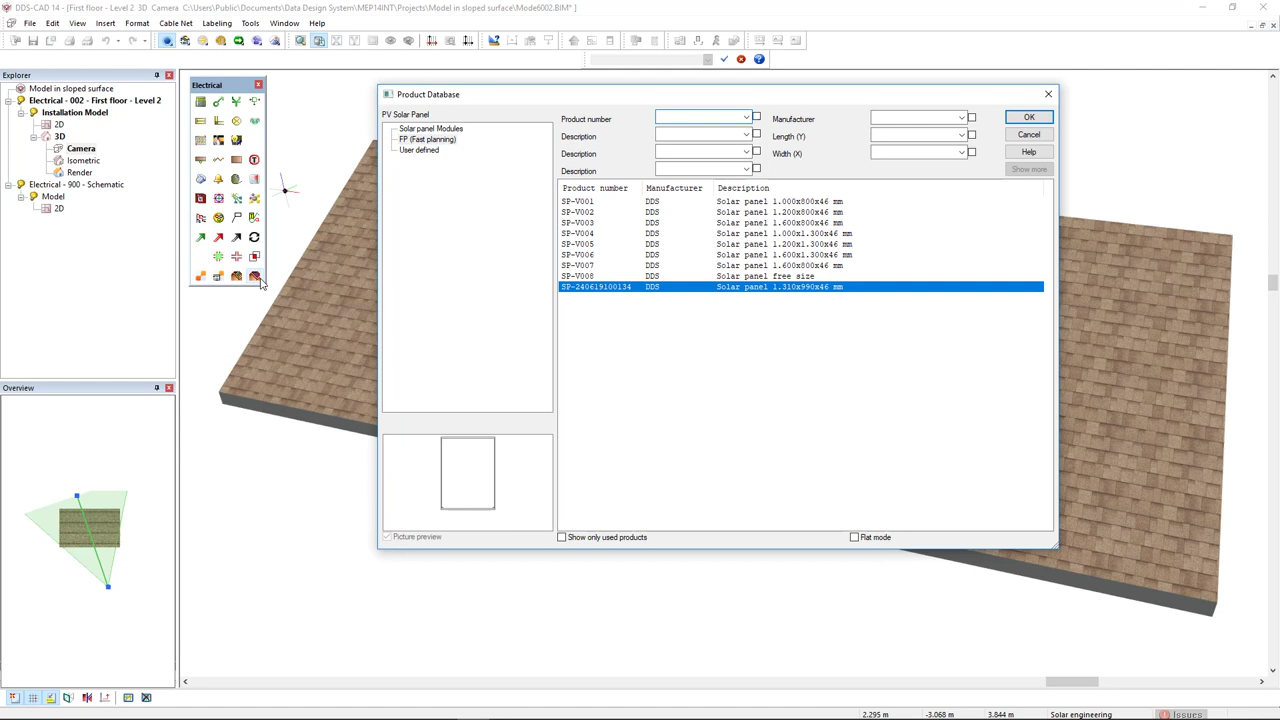 DDS-CAD 14 - [First floor - Level 2  3D  Camera  C:\Users\Public\Documents\Data Design System\MEP14INT\Projects\Model in sloped surface\Mode6002.BIM* ]
File Edit View Insert Format Cable Net Labeling Tools Window Help
Explorer
Model in sloped surface
Electrical - 002 - First floor - Level 2
Installation Model
2D
3D
Camera
Isometric
Render
Electrical - 900 - Schematic
Model
2D
Electrical
Product Database
PV Solar Panel
Solar panel Modules
FP (Fast planning)
User defined
Product number Manufacturer OK
Description Length (Y) Cancel
Description Width (X) Help
Description Show more
Product number Manufacturer Description
SP-V001 DDS Solar panel 1.000x800x46 mm
SP-V002 DDS Solar panel 1.200x800x46 mm
SP-V003 DDS Solar panel 1.600x800x46 mm
SP-V004 DDS Solar panel 1.000x1.300x46 mm
SP-V005 DDS Solar panel 1.200x1.300x46 mm
SP-V006 DDS Solar panel 1.600x1.300x46 mm
SP-V007 DDS Solar panel 1.600x800x46 mm
SP-V008 DDS Solar panel free size
SP-240619100134 DDS Solar panel 1.310x990x46 mm
Picture preview Show only used products Flat mode
Overview
2.295 m -3.068 m 3.844 m Solar engineering Issues